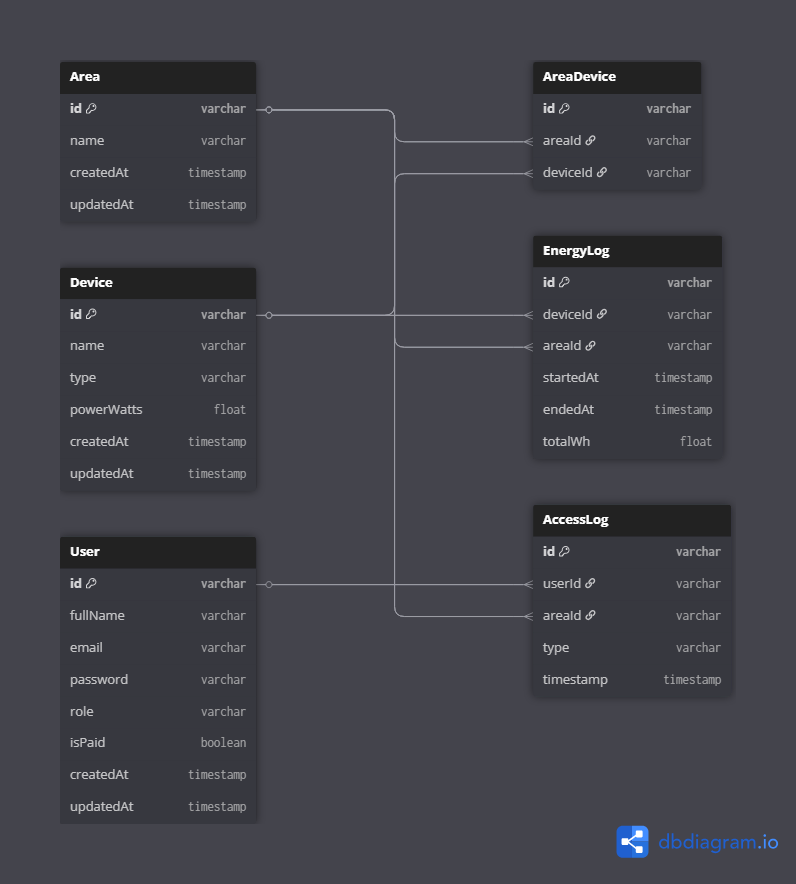 Area
id varchar
name varchar
createdAt timestamp
updatedAt timestamp
Device
id varchar
name varchar
type varchar
powerWatts float
createdAt timestamp
updatedAt timestamp
User
id varchar
fullName varchar
email varchar
password varchar
role varchar
isPaid boolean
createdAt timestamp
updatedAt timestamp
AreaDevice
id varchar
areaId varchar
deviceId varchar
EnergyLog
id varchar
deviceId varchar
areaId varchar
startedAt timestamp
endedAt timestamp
totalWh float
AccessLog
id varchar
userId varchar
areaId varchar
type varchar
timestamp timestamp
dbdiagram.io